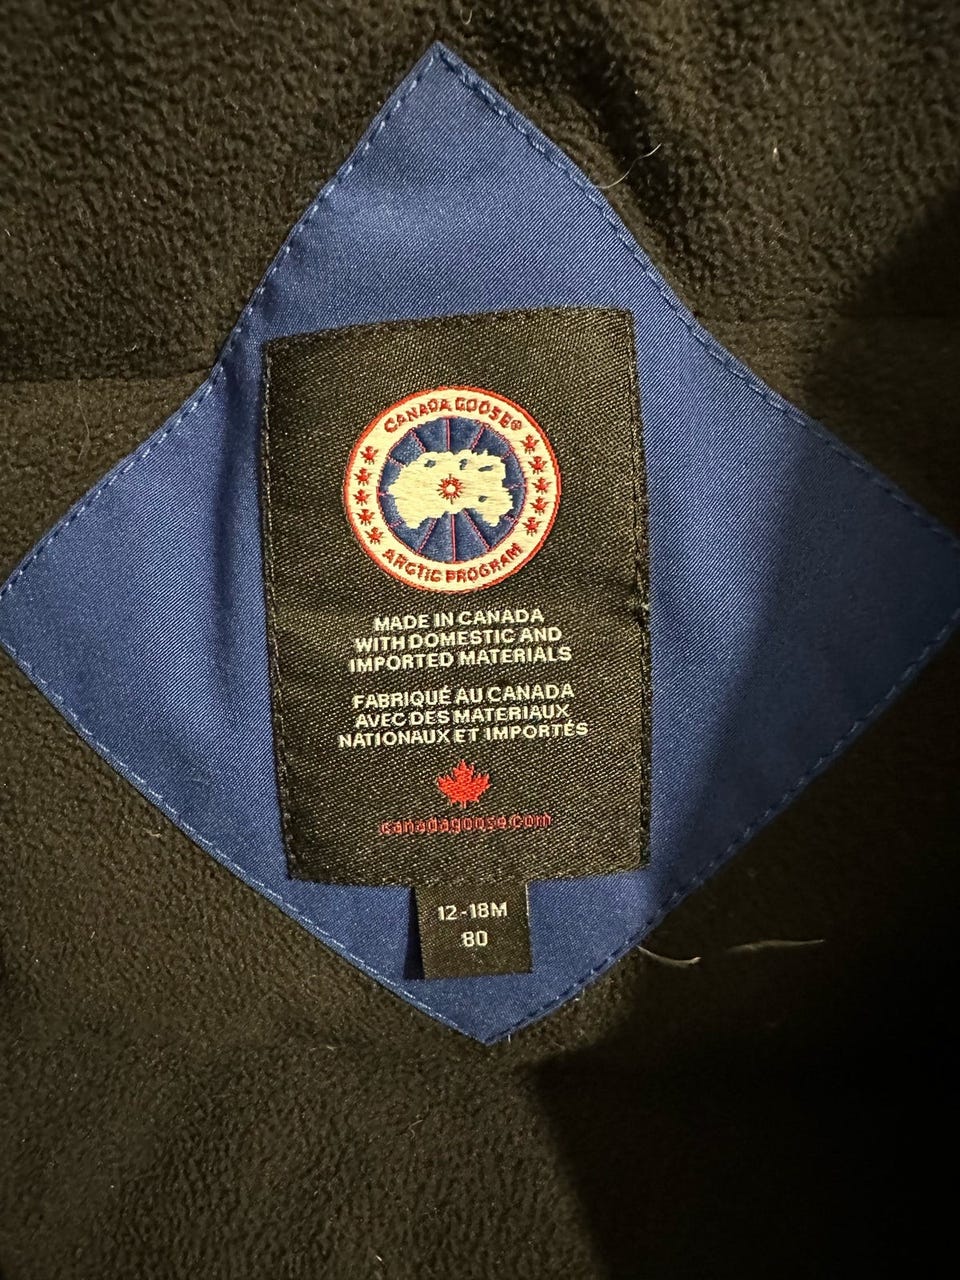 CANADA GOOSE®
ARCTIC PROGRAM
MADE IN CANADA
WITH DOMESTIC AND
IMPORTED MATERIALS
FABRIQUÉ AU CANADA
AVEC DES MATERIAUX
NATIONAUX ET IMPORTÉS
canadagoose.com
12-18M
80